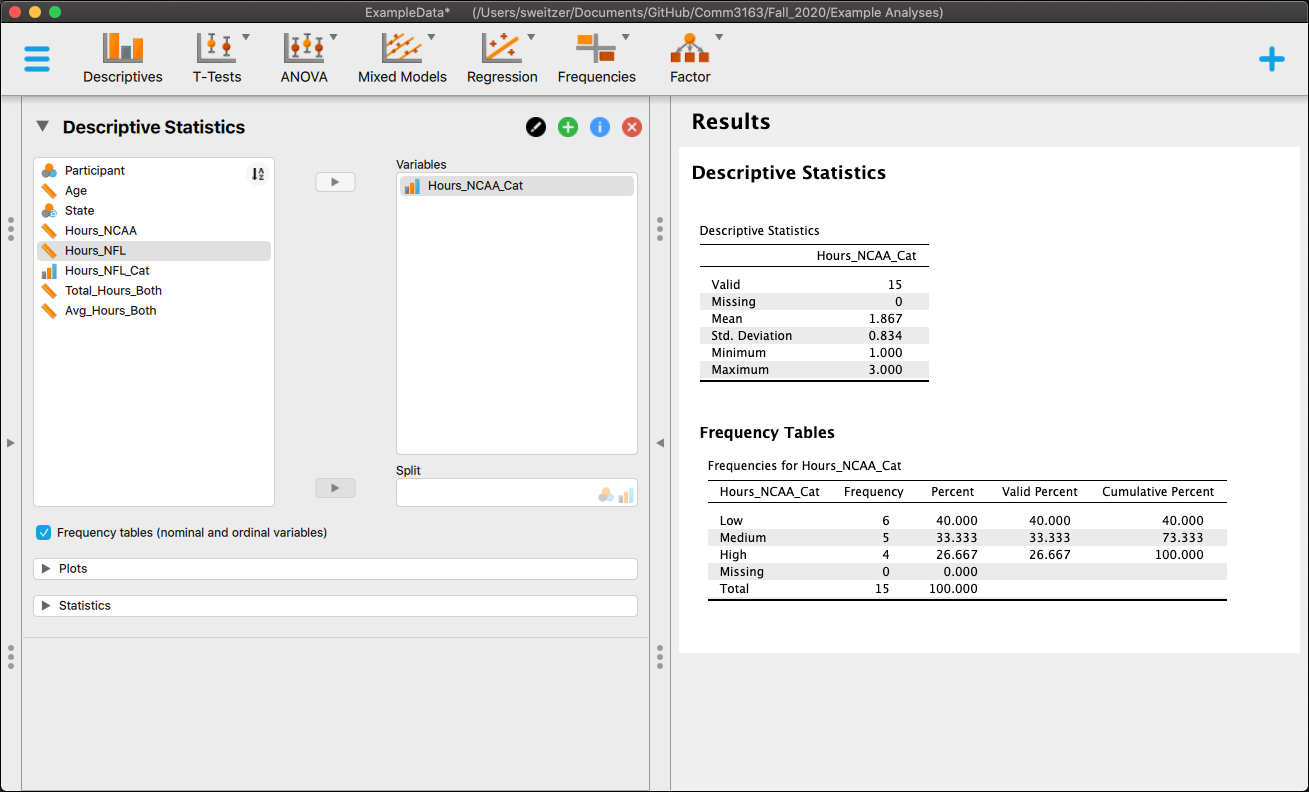 ExampleData* (/Users/sweitzer/Documents/GitHub/Comm3163/Fall_2020/Example Analyses)
Descriptives T-Tests ANOVA Mixed Models Regression Frequencies Factor
Descriptive Statistics
Participant
Age
State
Hours_NCAA
Hours_NFL
Hours_NFL_Cat
Total_Hours_Both
Avg_Hours_Both
Variables
Hours_NCAA_Cat
Split
Frequency tables (nominal and ordinal variables)
Plots
Statistics
Results
Descriptive Statistics
Descriptive Statistics
Hours_NCAA_Cat
Valid 15
Missing 0
Mean 1.867
Std. Deviation 0.834
Minimum 1.000
Maximum 3.000
Frequency Tables
Frequencies for Hours_NCAA_Cat
Hours_NCAA_Cat Frequency Percent Valid Percent Cumulative Percent
Low 6 40.000 40.000 40.000
Medium 5 33.333 33.333 73.333
High 4 26.667 26.667 100.000
Missing 0 0.000
Total 15 100.000